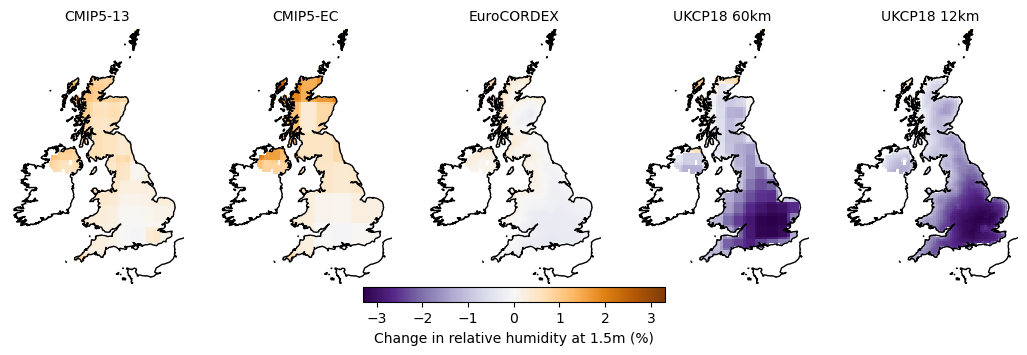 CMIP5-13 CMIP5-EC EuroCORDEX UKCP18 60km UKCP18 12km
−3 −2 −1 0 1 2 3
Change in relative humidity at 1.5m (%)